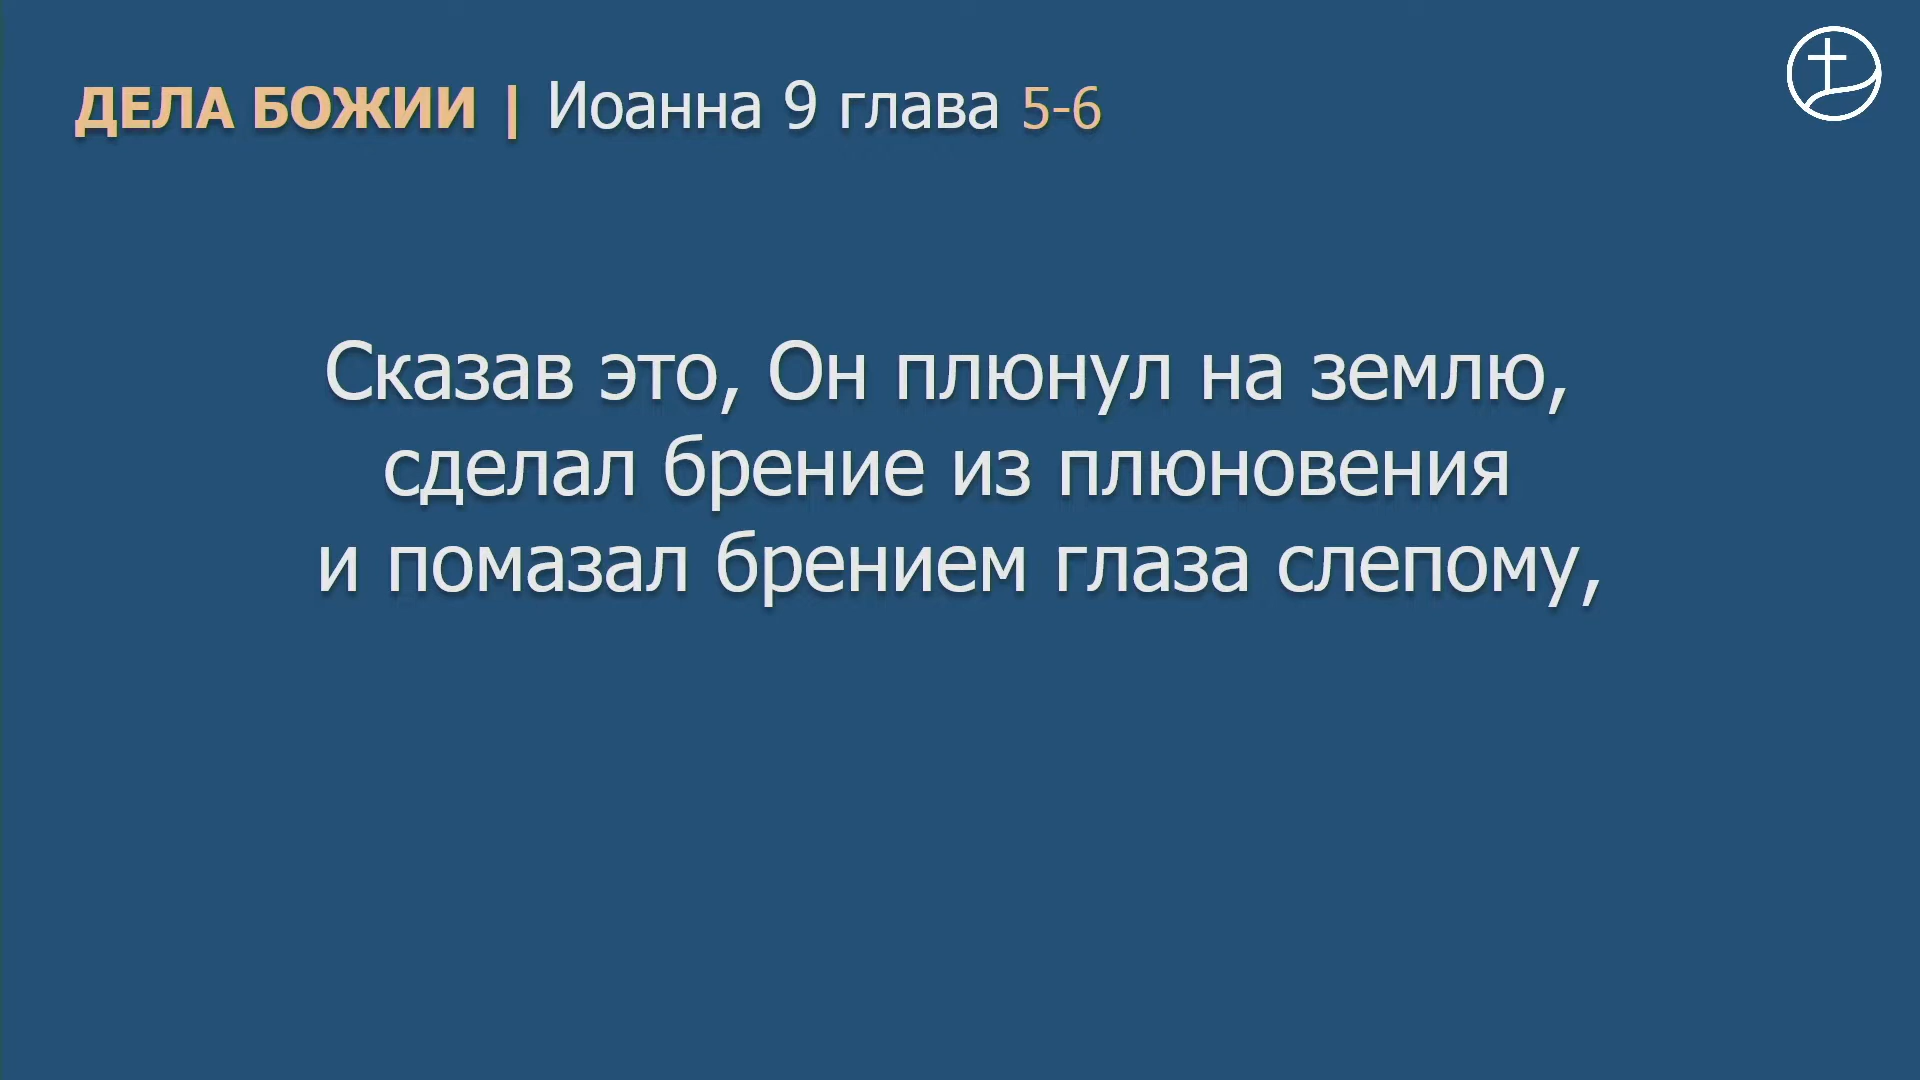 ДЕЛА БОЖИИ | Иоанна 9 глава 5-6
Сказав это, Он плюнул на землю,
сделал брение из плюновения
и помазал брением глаза слепому,